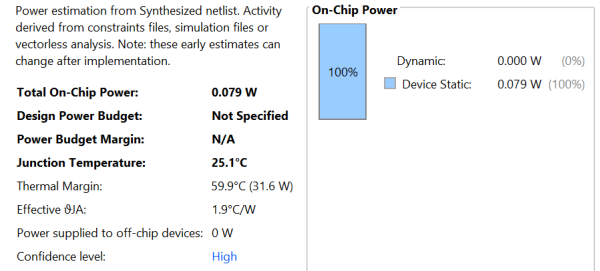 Power estimation from Synthesized netlist. Activity
derived from constraints files, simulation files or
vectorless analysis. Note: these early estimates can
change after implementation.
Total On-Chip Power: 0.079 W
Design Power Budget: Not Specified
Power Budget Margin: N/A
Junction Temperature: 25.1°C
Thermal Margin: 59.9°C (31.6 W)
Effective ϑJA: 1.9°C/W
Power supplied to off-chip devices: 0 W
Confidence level: High
On-Chip Power
100%
Dynamic: 0.000 W (0%)
Device Static: 0.079 W (100%)